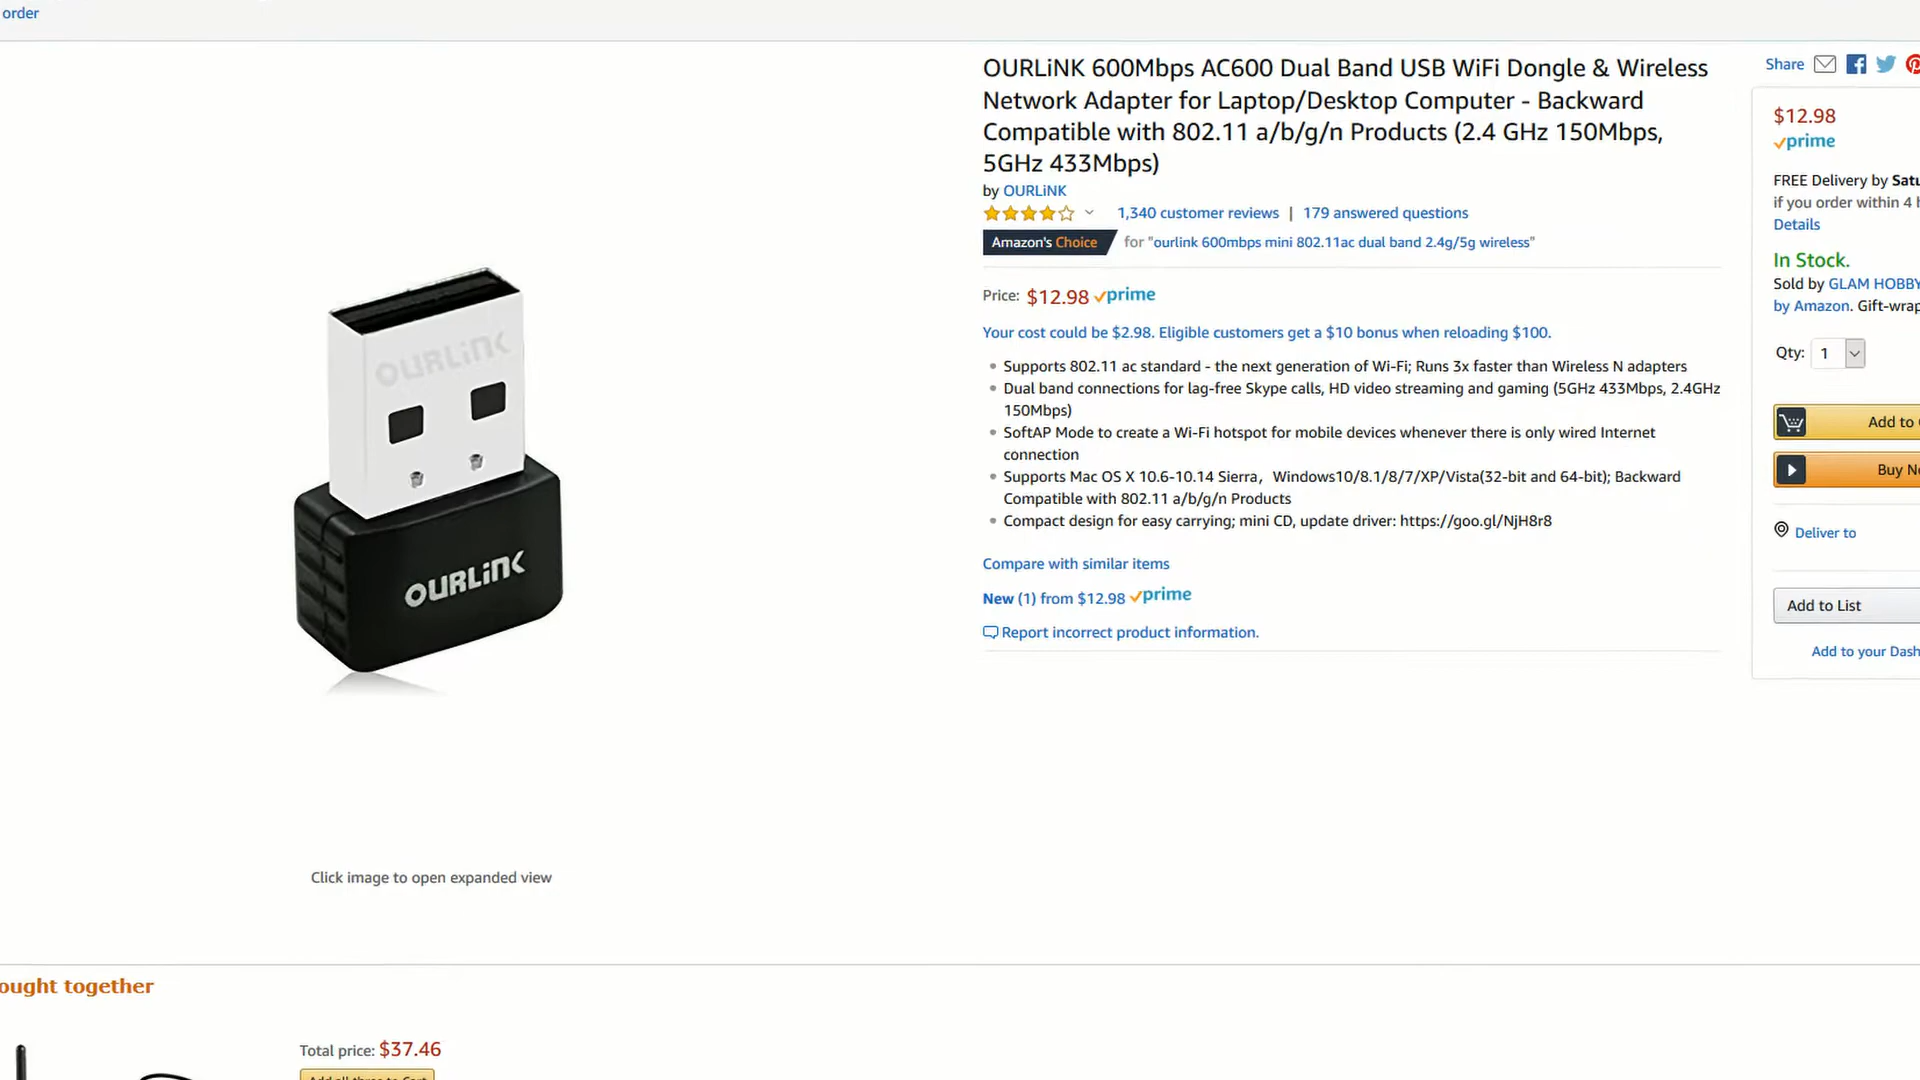 order
OURLiNK 600Mbps AC600 Dual Band USB WiFi Dongle & Wireless
Network Adapter for Laptop/Desktop Computer - Backward
Compatible with 802.11 a/b/g/n Products (2.4 GHz 150Mbps,
5GHz 433Mbps)
by OURLiNK
1,340 customer reviews | 179 answered questions
Amazon's Choice for "ourlink 600mbps mini 802.11ac dual band 2.4g/5g wireless"
Price: $12.98 prime
Your cost could be $2.98. Eligible customers get a $10 bonus when reloading $100.
Supports 802.11 ac standard - the next generation of Wi-Fi; Runs 3x faster than Wireless N adapters
Dual band connections for lag-free Skype calls, HD video streaming and gaming (5GHz 433Mbps, 2.4GHz
150Mbps)
SoftAP Mode to create a Wi-Fi hotspot for mobile devices whenever there is only wired Internet
connection
Supports Mac OS X 10.6-10.14 Sierra，Windows10/8.1/8/7/XP/Vista(32-bit and 64-bit); Backward
Compatible with 802.11 a/b/g/n Products
Compact design for easy carrying; mini CD, update driver: https://goo.gl/NjH8r8
Compare with similar items
New (1) from $12.98 prime
Report incorrect product information.
Share
$12.98
prime
FREE Delivery by Satu
if you order within 4 h
Details
In Stock.
Sold by GLAM HOBBY
by Amazon. Gift-wrap
Qty: 1
Add to
Buy No
Deliver to
Add to List
Add to your Dash
OURLiNK
OURLiNK
Click image to open expanded view
ought together
Total price: $37.46
Add all three to Cart